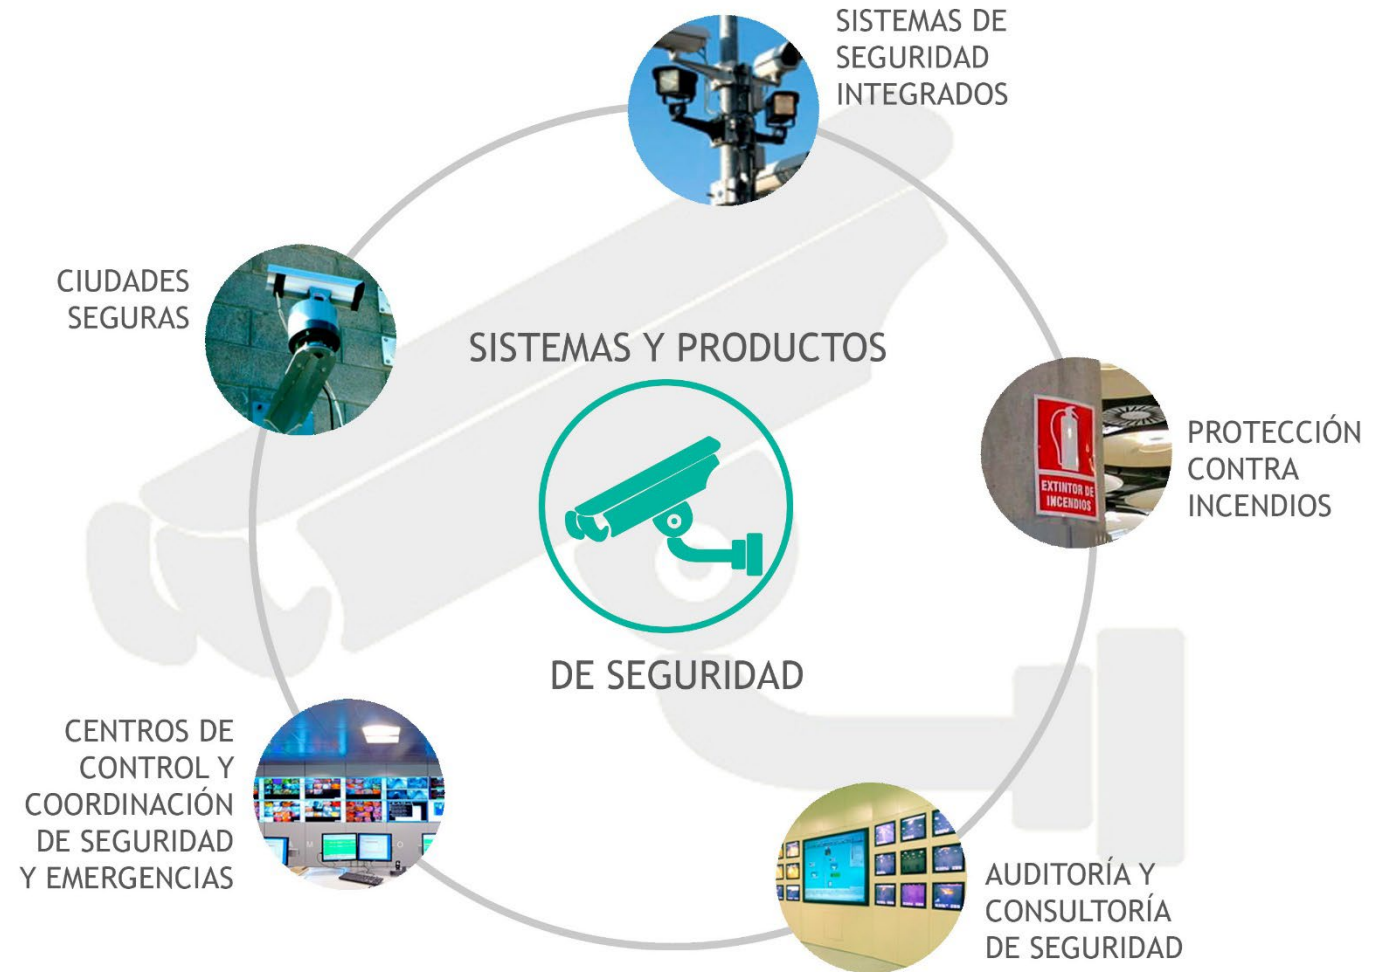 SISTEMAS DE
SEGURIDAD
INTEGRADOS
CIUDADES
SEGURAS
SISTEMAS Y PRODUCTOS
DE SEGURIDAD
PROTECCIÓN
CONTRA
INCENDIOS
EXTINTOR DE
INCENDIOS
CENTROS DE
CONTROL Y
COORDINACIÓN
DE SEGURIDAD
Y EMERGENCIAS
AUDITORÍA Y
CONSULTORÍA
DE SEGURIDAD